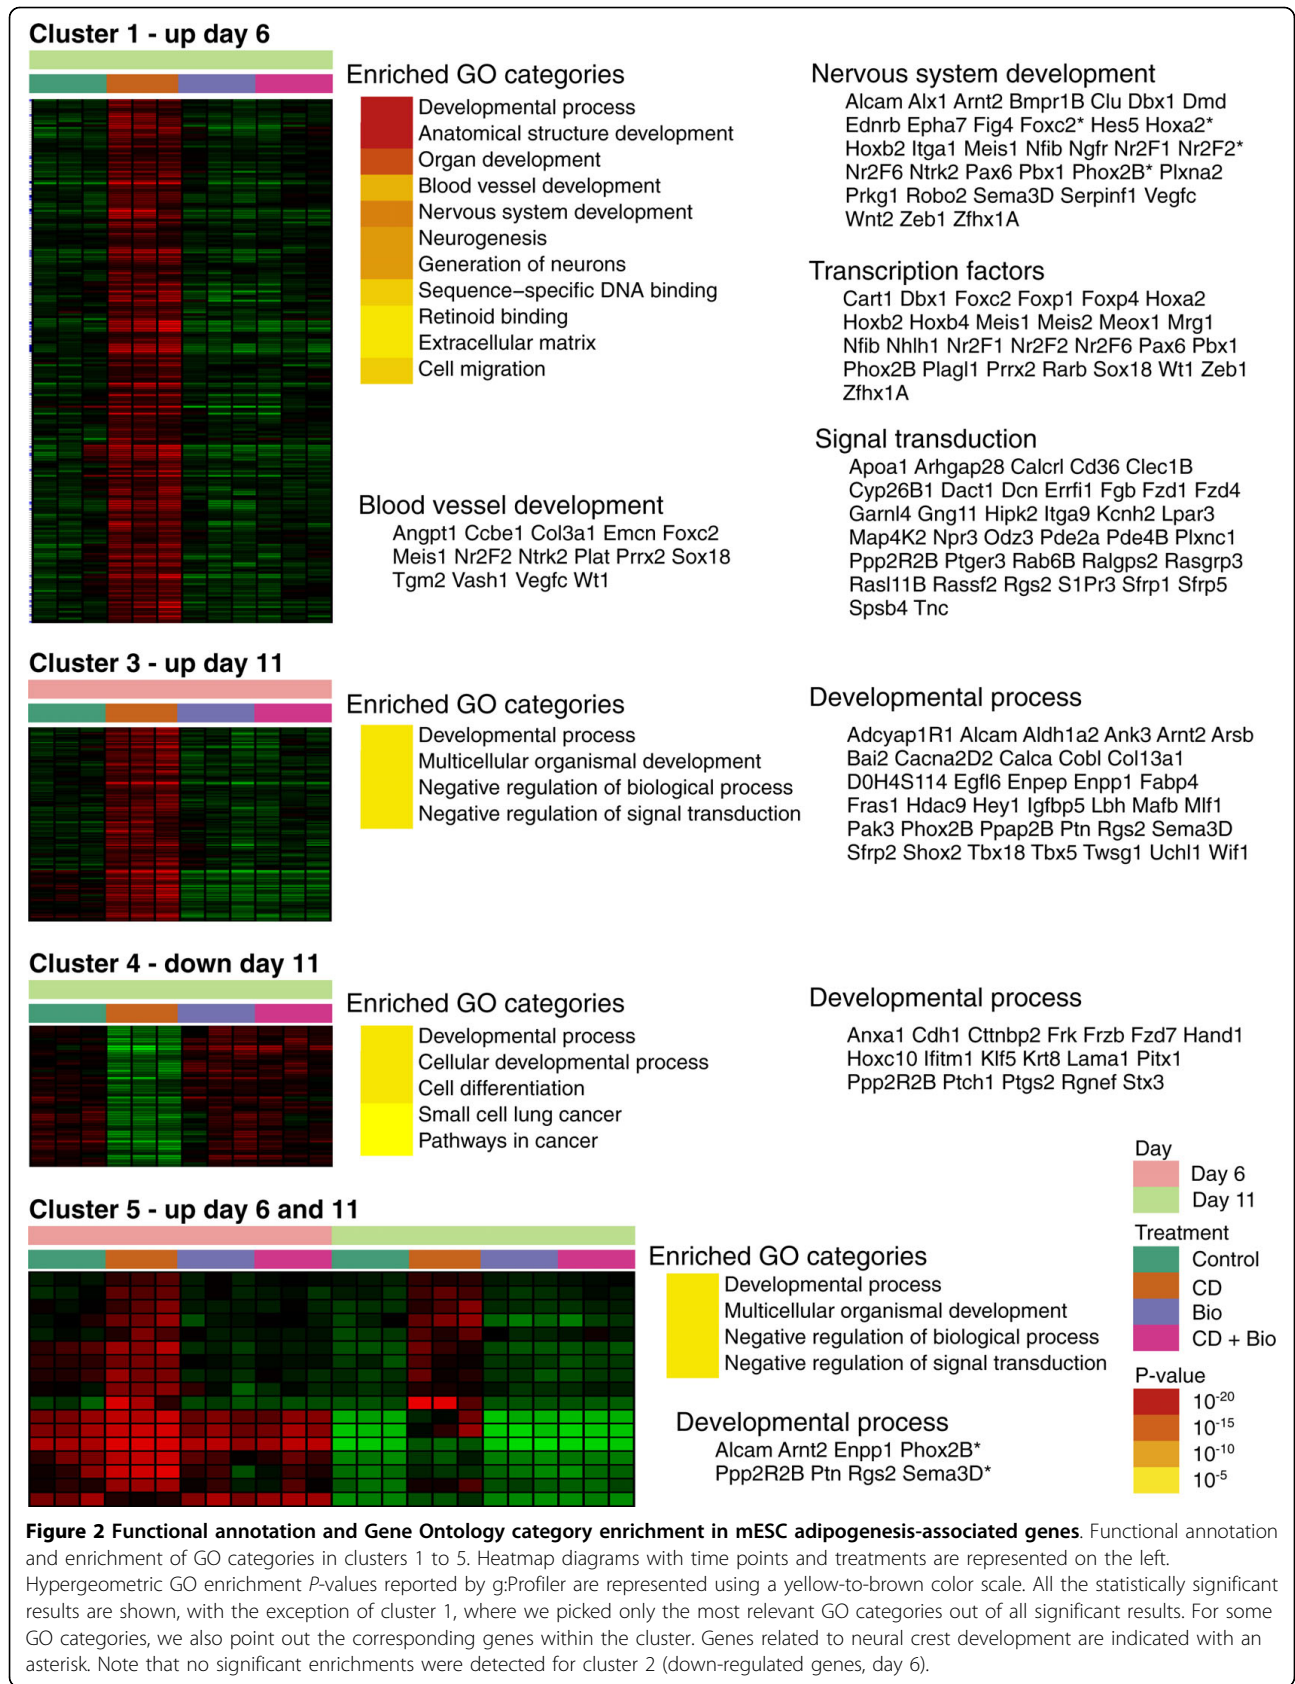 Cluster 1 - up day 6
Enriched GO categories
Developmental process
Anatomical structure development
Organ development
Blood vessel development
Nervous system development
Neurogenesis
Generation of neurons
Sequence−specific DNA binding
Retinoid binding
Extracellular matrix
Cell migration
Blood vessel development
Angpt1 Ccbe1 Col3a1 Emcn Foxc2
Meis1 Nr2F2 Ntrk2 Plat Prrx2 Sox18
Tgm2 Vash1 Vegfc Wt1
Nervous system development
Alcam Alx1 Arnt2 Bmpr1B Clu Dbx1 Dmd
Ednrb Epha7 Fig4 Foxc2* Hes5 Hoxa2*
Hoxb2 Itga1 Meis1 Nfib Ngfr Nr2F1 Nr2F2*
Nr2F6 Ntrk2 Pax6 Pbx1 Phox2B* Plxna2
Prkg1 Robo2 Sema3D Serpinf1 Vegfc
Wnt2 Zeb1 Zfhx1A
Transcription factors
Cart1 Dbx1 Foxc2 Foxp1 Foxp4 Hoxa2
Hoxb2 Hoxb4 Meis1 Meis2 Meox1 Mrg1
Nfib Nhlh1 Nr2F1 Nr2F2 Nr2F6 Pax6 Pbx1
Phox2B Plagl1 Prrx2 Rarb Sox18 Wt1 Zeb1
Zfhx1A
Signal transduction
Apoa1 Arhgap28 Calcrl Cd36 Clec1B
Cyp26B1 Dact1 Dcn Errfi1 Fgb Fzd1 Fzd4
Garnl4 Gng11 Hipk2 Itga9 Kcnh2 Lpar3
Map4K2 Npr3 Odz3 Pde2a Pde4B Plxnc1
Ppp2R2B Ptger3 Rab6B Ralgps2 Rasgrp3
Rasl11B Rassf2 Rgs2 S1Pr3 Sfrp1 Sfrp5
Spsb4 Tnc
Cluster 3 - up day 11
Enriched GO categories
Developmental process
Multicellular organismal development
Negative regulation of biological process
Negative regulation of signal transduction
Developmental process
Adcyap1R1 Alcam Aldh1a2 Ank3 Arnt2 Arsb
Bai2 Cacna2D2 Calca Cobl Col13a1
D0H4S114 Egfl6 Enpep Enpp1 Fabp4
Fras1 Hdac9 Hey1 Igfbp5 Lbh Mafb Mlf1
Pak3 Phox2B Ppap2B Ptn Rgs2 Sema3D
Sfrp2 Shox2 Tbx18 Tbx5 Twsg1 Uchl1 Wif1
Cluster 4 - down day 11
Enriched GO categories
Developmental process
Cellular developmental process
Cell differentiation
Small cell lung cancer
Pathways in cancer
Developmental process
Anxa1 Cdh1 Cttnbp2 Frk Frzb Fzd7 Hand1
Hoxc10 Ifitm1 Klf5 Krt8 Lama1 Pitx1
Ppp2R2B Ptch1 Ptgs2 Rgnef Stx3
Cluster 5 - up day 6 and 11
Enriched GO categories
Developmental process
Multicellular organismal development
Negative regulation of biological process
Negative regulation of signal transduction
Developmental process
Alcam Arnt2 Enpp1 Phox2B*
Ppp2R2B Ptn Rgs2 Sema3D*
Day
Day 6
Day 11
Treatment
Control
CD
Bio
CD + Bio
P-value
10-20
10-15
10-10
10-5
Figure 2 Functional annotation and Gene Ontology category enrichment in mESC adipogenesis-associated genes. Functional annotation
and enrichment of GO categories in clusters 1 to 5. Heatmap diagrams with time points and treatments are represented on the left.
Hypergeometric GO enrichment P-values reported by g:Profiler are represented using a yellow-to-brown color scale. All the statistically significant
results are shown, with the exception of cluster 1, where we picked only the most relevant GO categories out of all significant results. For some
GO categories, we also point out the corresponding genes within the cluster. Genes related to neural crest development are indicated with an
asterisk. Note that no significant enrichments were detected for cluster 2 (down-regulated genes, day 6).